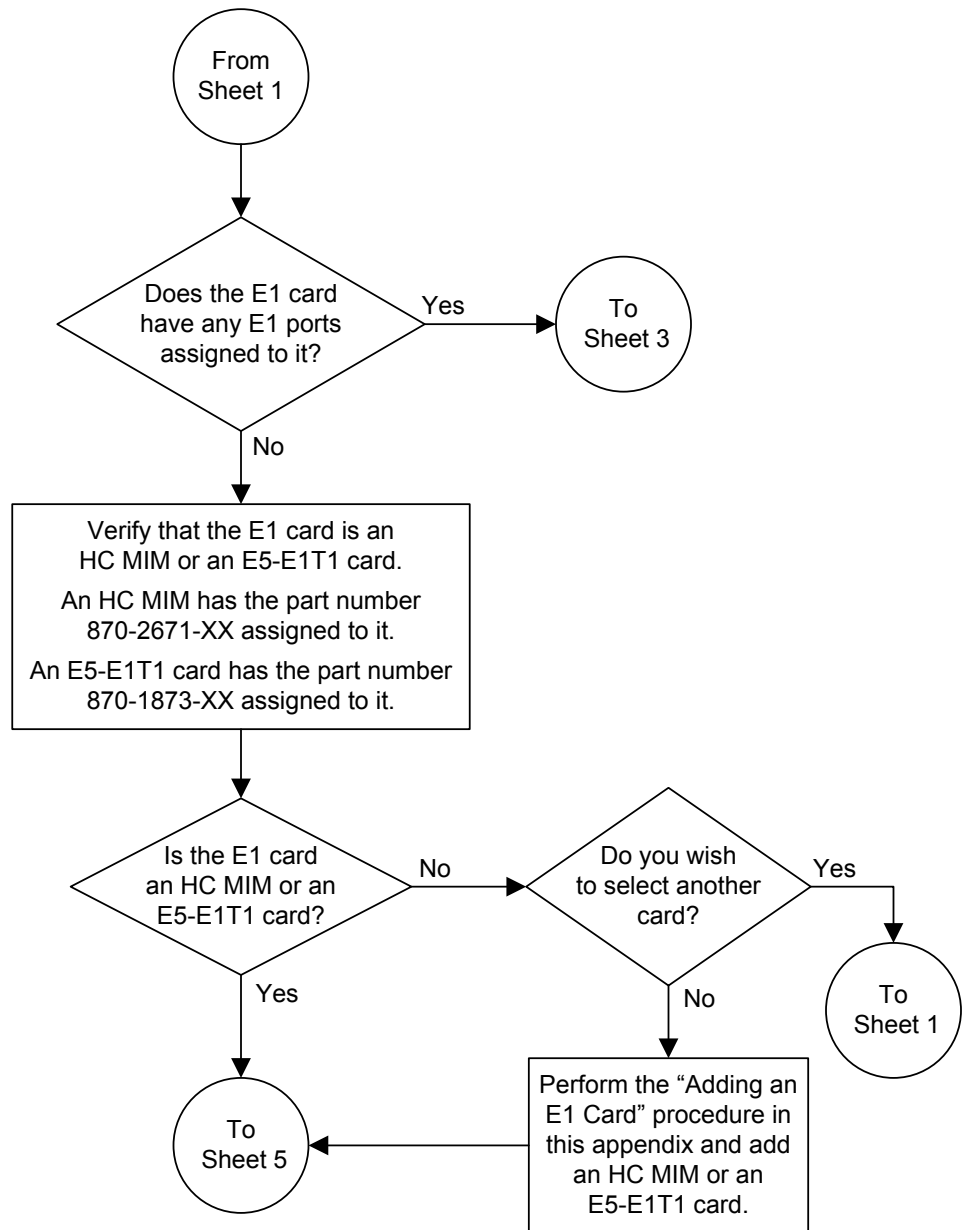 From
Sheet 1
Does the E1 card
have any E1 ports
assigned to it?
Yes
To
Sheet 3
No
Verify that the E1 card is an
HC MIM or an E5-E1T1 card.
An HC MIM has the part number
870-2671-XX assigned to it.
An E5-E1T1 card has the part number
870-1873-XX assigned to it.
Is the E1 card
an HC MIM or an
E5-E1T1 card?
No
Do you wish
to select another
card?
Yes
To
Sheet 1
Yes
No
To
Sheet 5
Perform the “Adding an
E1 Card” procedure in
this appendix and add
an HC MIM or an
E5-E1T1 card.